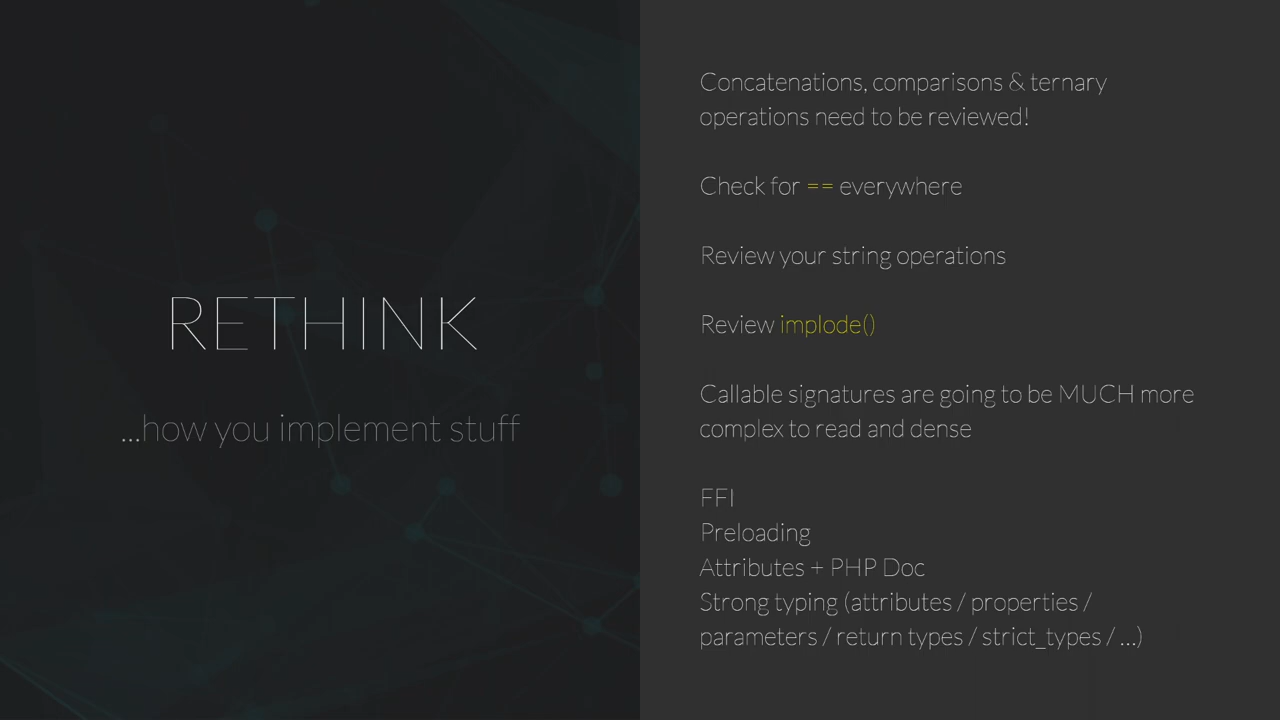 RETHINK
...how you implement stuff
Concatenations, comparisons & ternary
operations need to be reviewed!
Check for == everywhere
Review your string operations
Review implode()
Callable signatures are going to be MUCH more
complex to read and dense
FFI
Preloading
Attributes + PHP Doc
Strong typing (attributes / properties /
parameters / return types / strict_types / ...)